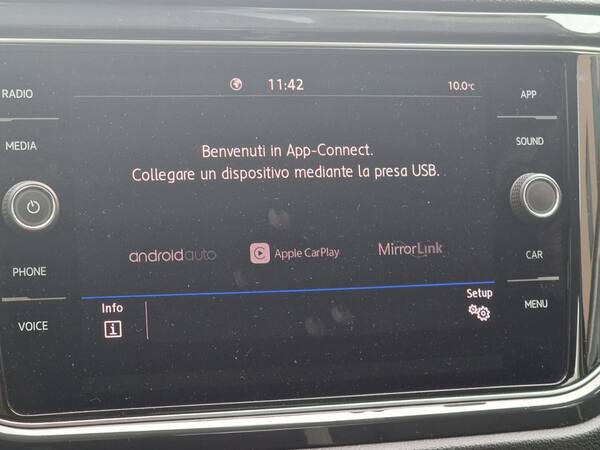 11:42
10.0°C
RADIO
MEDIA
PHONE
VOICE
Benvenuti in App-Connect.
Collegare un dispositivo mediante la presa USB.
androidauto
Apple CarPlay
MirrorLink
Info
Setup
APP
SOUND
CAR
MENU